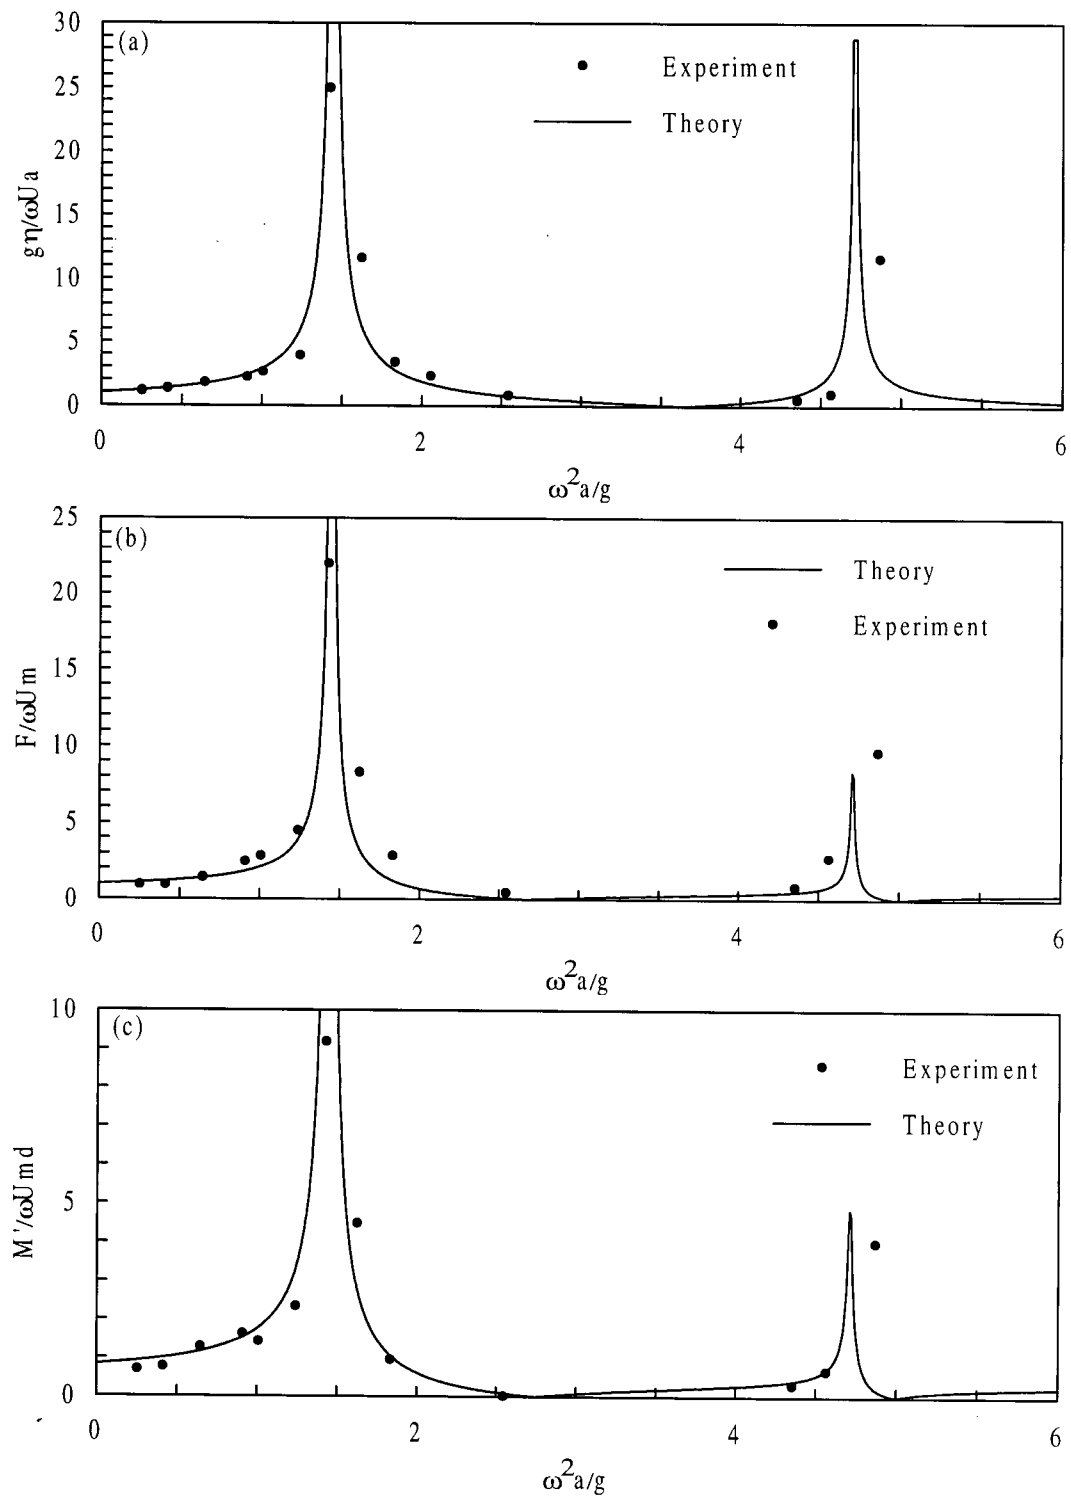 (a)
30
25
20
15
10
5
0
gη/ωUa
Experiment
Theory
0 2 4 6
ω²a/g
(b)
25
20
15
10
5
0
F/ωUm
Theory
Experiment
0 2 4 6
ω²a/g
(c)
10
5
0
M'/ωUmd
Experiment
Theory
0 2 4 6
ω²a/g